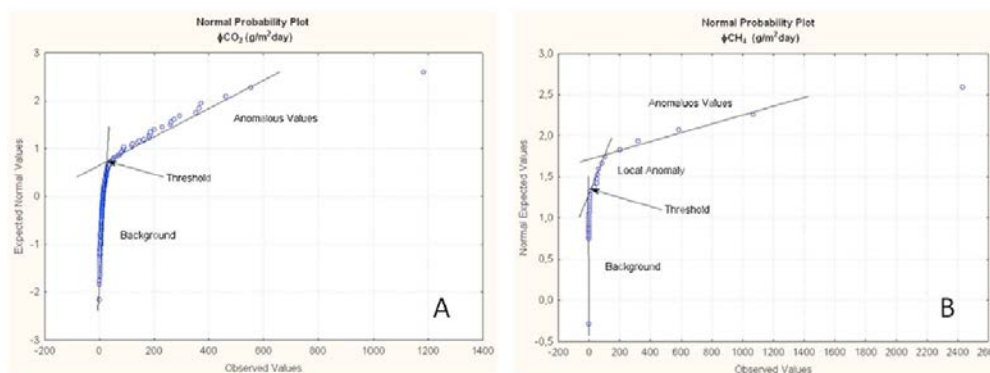 Normal Probability Plot
ϕCO₂ (g/m²day)
Expected Normal Values
3
2
1
0
-1
-2
-3
Anomalous Values
Threshold
Background
A
-200 0 200 400 600 800 1000 1200 1400
Observed Values
Normal Probability Plot
ϕCH₄ (g/m²day)
Normal Expected Values
3,0
2,5
2,0
1,5
1,0
0,5
0,0
-0,5
Anomaluos Values
Local Anomaly
Threshold
Background
B
-200 0 200 400 600 800 1000 1200 1400 1600 1800 2000 2200 2400 2600
Observed Values